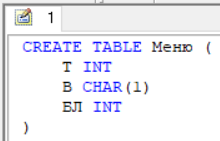 1
CREATE TABLE Меню (
Т INT
В CHAR(1)
БЛ INT
)